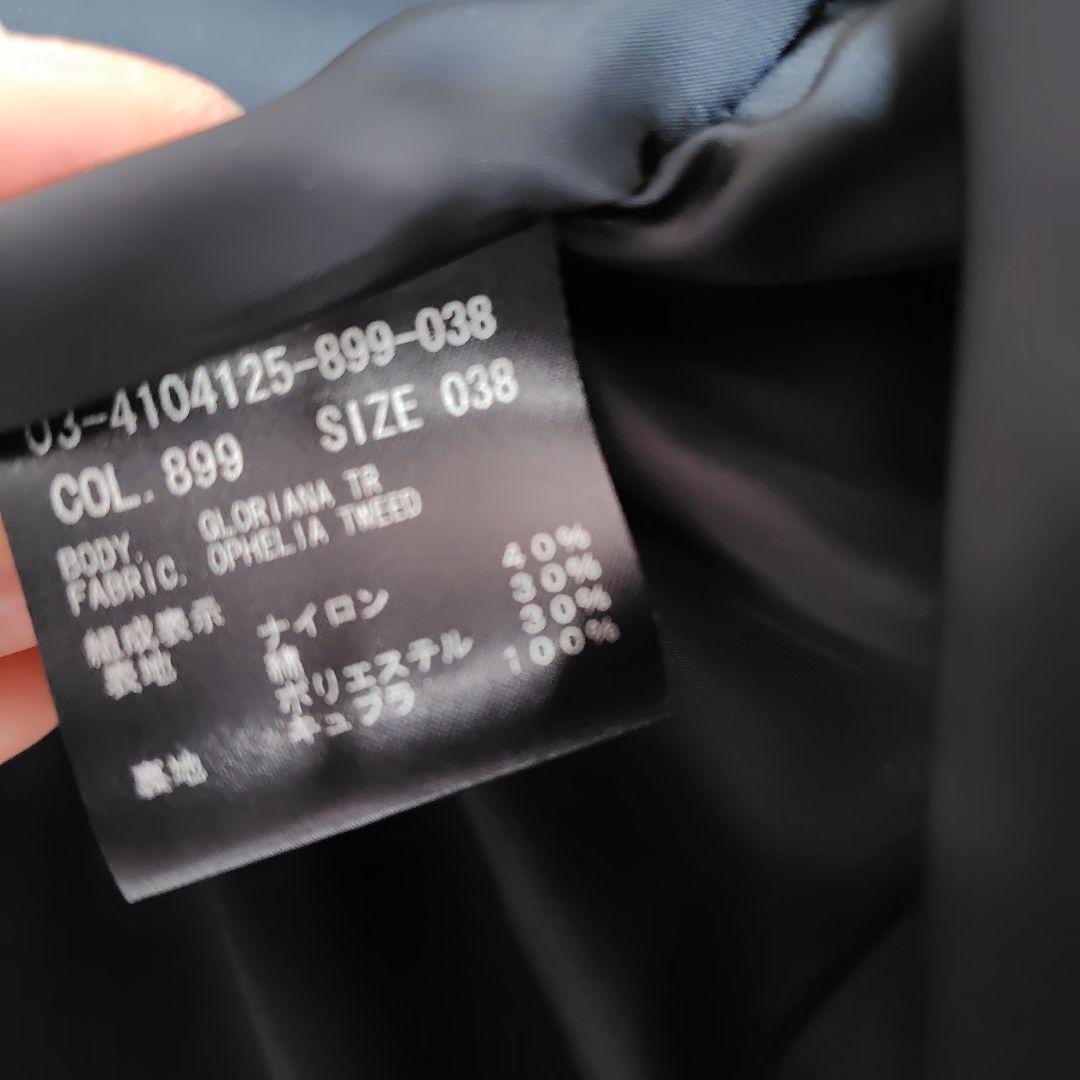 03-4104125-899-038
COL. 899 SIZE 038
BODY. GLORIANA TR
FABRIC. OPHELIA TWEED
組成表示
表地 ナイロン 40%
綿 30%
ポリエステル 30%
裏地 キュプラ 100%